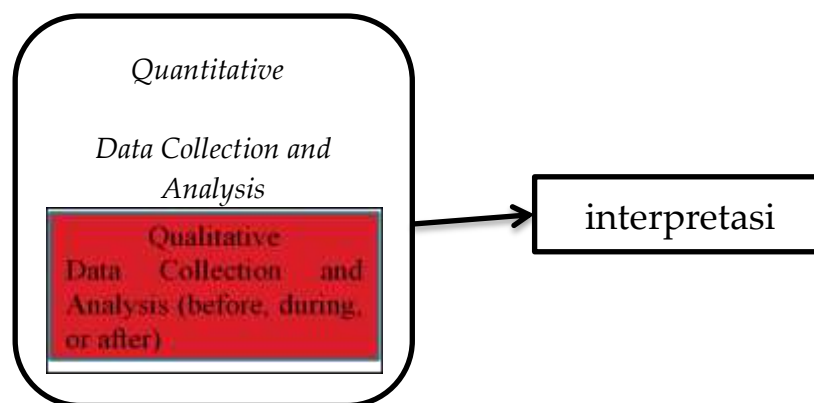 Quantitative
Data Collection and
Analysis
Qualitative
Data Collection and
Analysis (before, during,
or after)
interpretasi